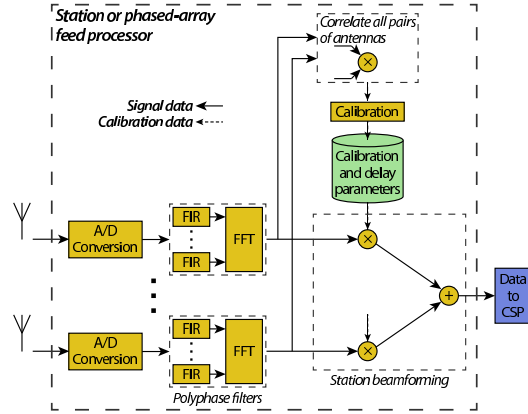 Station or phased-array
feed processor
Correlate all pairs
of antennas
×
Signal data
Calibration data
Calibration
Calibration
and delay
parameters
A/D
Conversion
FIR
FIR
FFT
×
+
Data
to
CSP
A/D
Conversion
FIR
FIR
FFT
×
Polyphase filters
Station beamforming